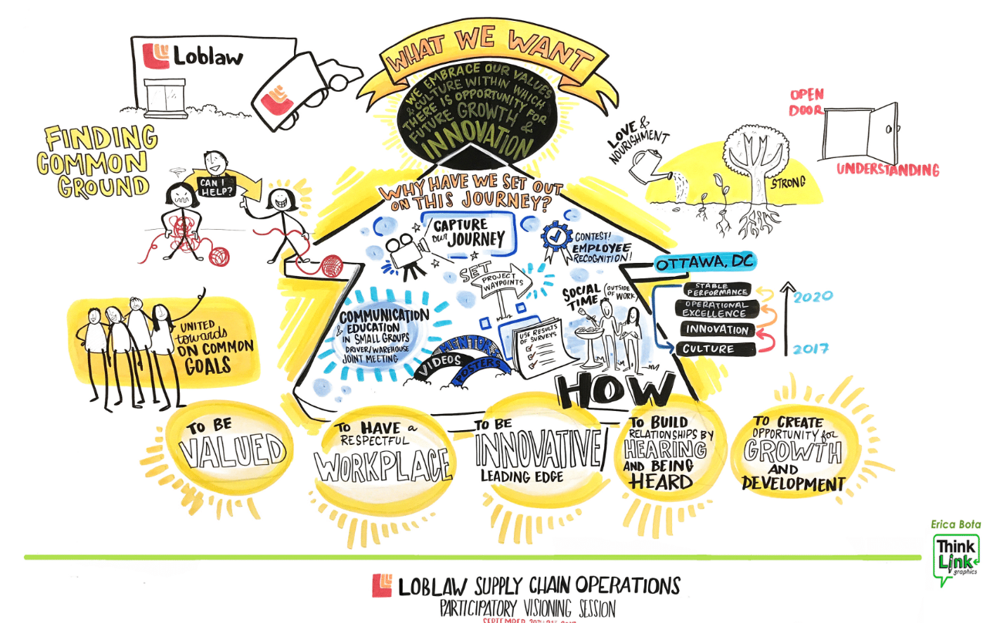 Loblaw
WHAT WE WANT
WE EMBRACE OUR VALUES
& CULTURE WITHIN WHICH
THERE IS OPPORTUNITY FOR
FUTURE GROWTH &
INNOVATION
FINDING
COMMON
GROUND
CAN I
HELP?
LOVE &
NOURISHMENT
STRONG
OPEN
DOOR
UNDERSTANDING
WHY HAVE WE SET OUT
ON THIS JOURNEY?
CAPTURE
our JOURNEY
CONTEST!
EMPLOYEE
RECOGNITION!
SET
PROJECT
WAYPOINTS
SOCIAL
TIME
(OUTSIDE
OF WORK)
COMMUNICATION
& EDUCATION
IN SMALL GROUPS
DRIVER/WAREHOUSE
JOINT MEETING
MENTORS
VIDEOS
POSTERS
USE RESULTS
OF SURVEYS
HOW
OTTAWA, DC
STABLE
PERFORMANCE
OPERATIONAL
EXCELLENCE
INNOVATION
CULTURE
2020
2017
UNITED
towards
ON COMMON
GOALS
TO BE
VALUED
TO HAVE a
RESPECTFUL
WORKPLACE
TO BE
INNOVATIVE/
LEADING EDGE
TO BUILD
RELATIONSHIPS BY
HEARING
AND BEING
HEARD
TO CREATE
OPPORTUNITY for
GROWTH
AND
DEVELOPMENT
Erica Bota
Think
Link
graphics
LOBLAW SUPPLY CHAIN OPERATIONS
PARTICIPATORY VISIONING SESSION